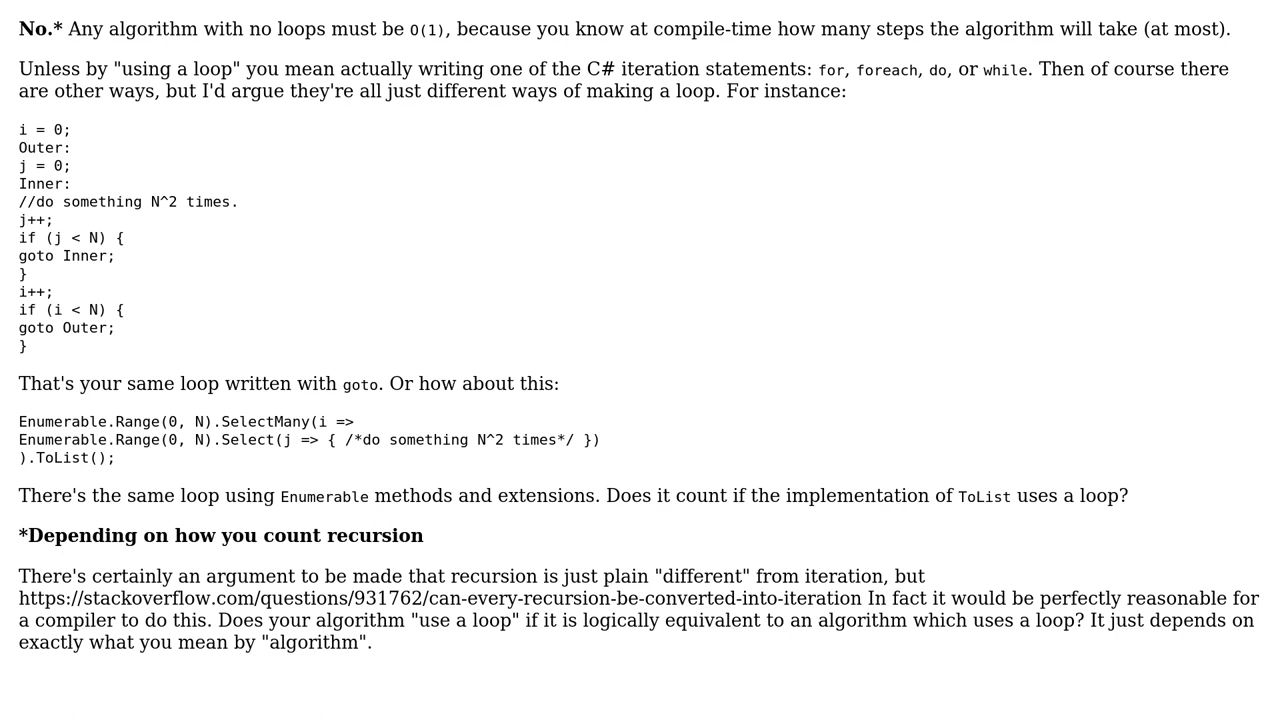 No.* Any algorithm with no loops must be O(1), because you know at compile-time how many steps the algorithm will take (at most).
Unless by "using a loop" you mean actually writing one of the C# iteration statements: for, foreach, do, or while. Then of course there
are other ways, but I'd argue they're all just different ways of making a loop. For instance:
i = 0;
Outer:
j = 0;
Inner:
//do something N^2 times.
j++;
if (j < N) {
goto Inner;
}
i++;
if (i < N) {
goto Outer;
}
That's your same loop written with goto. Or how about this:
Enumerable.Range(0, N).SelectMany(i =>
Enumerable.Range(0, N).Select(j => { /*do something N^2 times*/ })
).ToList();
There's the same loop using Enumerable methods and extensions. Does it count if the implementation of ToList uses a loop?
*Depending on how you count recursion
There's certainly an argument to be made that recursion is just plain "different" from iteration, but
https://stackoverflow.com/questions/931762/can-every-recursion-be-converted-into-iteration In fact it would be perfectly reasonable for
a compiler to do this. Does your algorithm "use a loop" if it is logically equivalent to an algorithm which uses a loop? It just depends on
exactly what you mean by "algorithm".